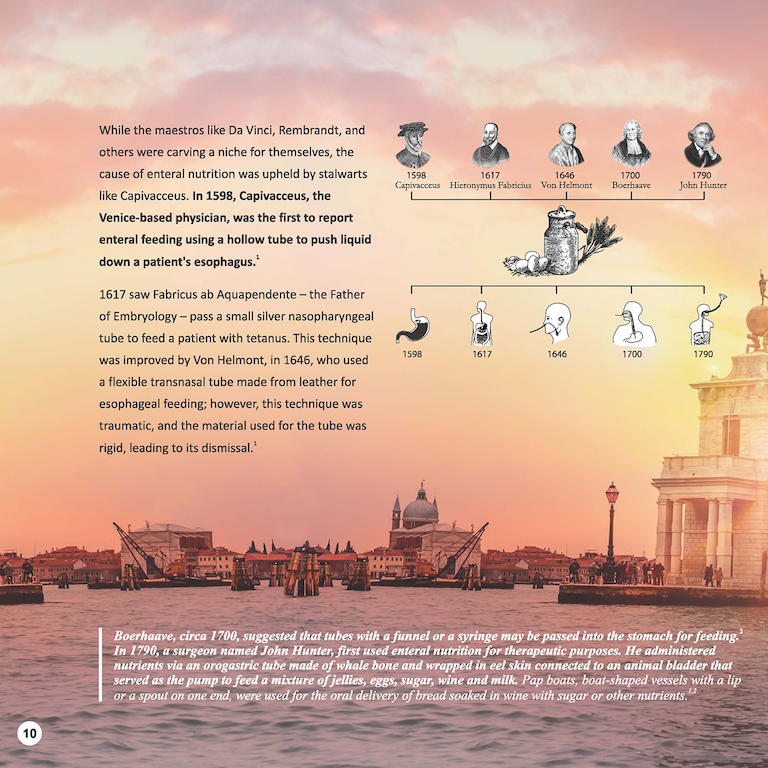 While the maestros like Da Vinci, Rembrandt, and
others were carving a niche for themselves, the
cause of enteral nutrition was upheld by stalwarts
like Capivacceus. In 1598, Capivacceus, the
Venice-based physician, was the first to report
enteral feeding using a hollow tube to push liquid
down a patient's esophagus.1
1617 saw Fabricus ab Aquapendente – the Father
of Embryology – pass a small silver nasopharyngeal
tube to feed a patient with tetanus. This technique
was improved by Von Helmont, in 1646, who used
a flexible transnasal tube made from leather for
esophageal feeding; however, this technique was
traumatic, and the material used for the tube was
rigid, leading to its dismissal.1
1598 1617 1646 1700 1790
Capivacceus Hieronymus Fabricius Von Helmont Boerhaave John Hunter
1598 1617 1646 1700 1790
Boerhaave, circa 1700, suggested that tubes with a funnel or a syringe may be passed into the stomach for feeding.2
In 1790, a surgeon named John Hunter, first used enteral nutrition for therapeutic purposes. He administered
nutrients via an orogastric tube made of whale bone and wrapped in eel skin connected to an animal bladder that
served as the pump to feed a mixture of jellies, eggs, sugar, wine and milk. Pap boats, boat-shaped vessels with a lip
or a spout on one end, were used for the oral delivery of bread soaked in wine with sugar or other nutrients.1,2
10